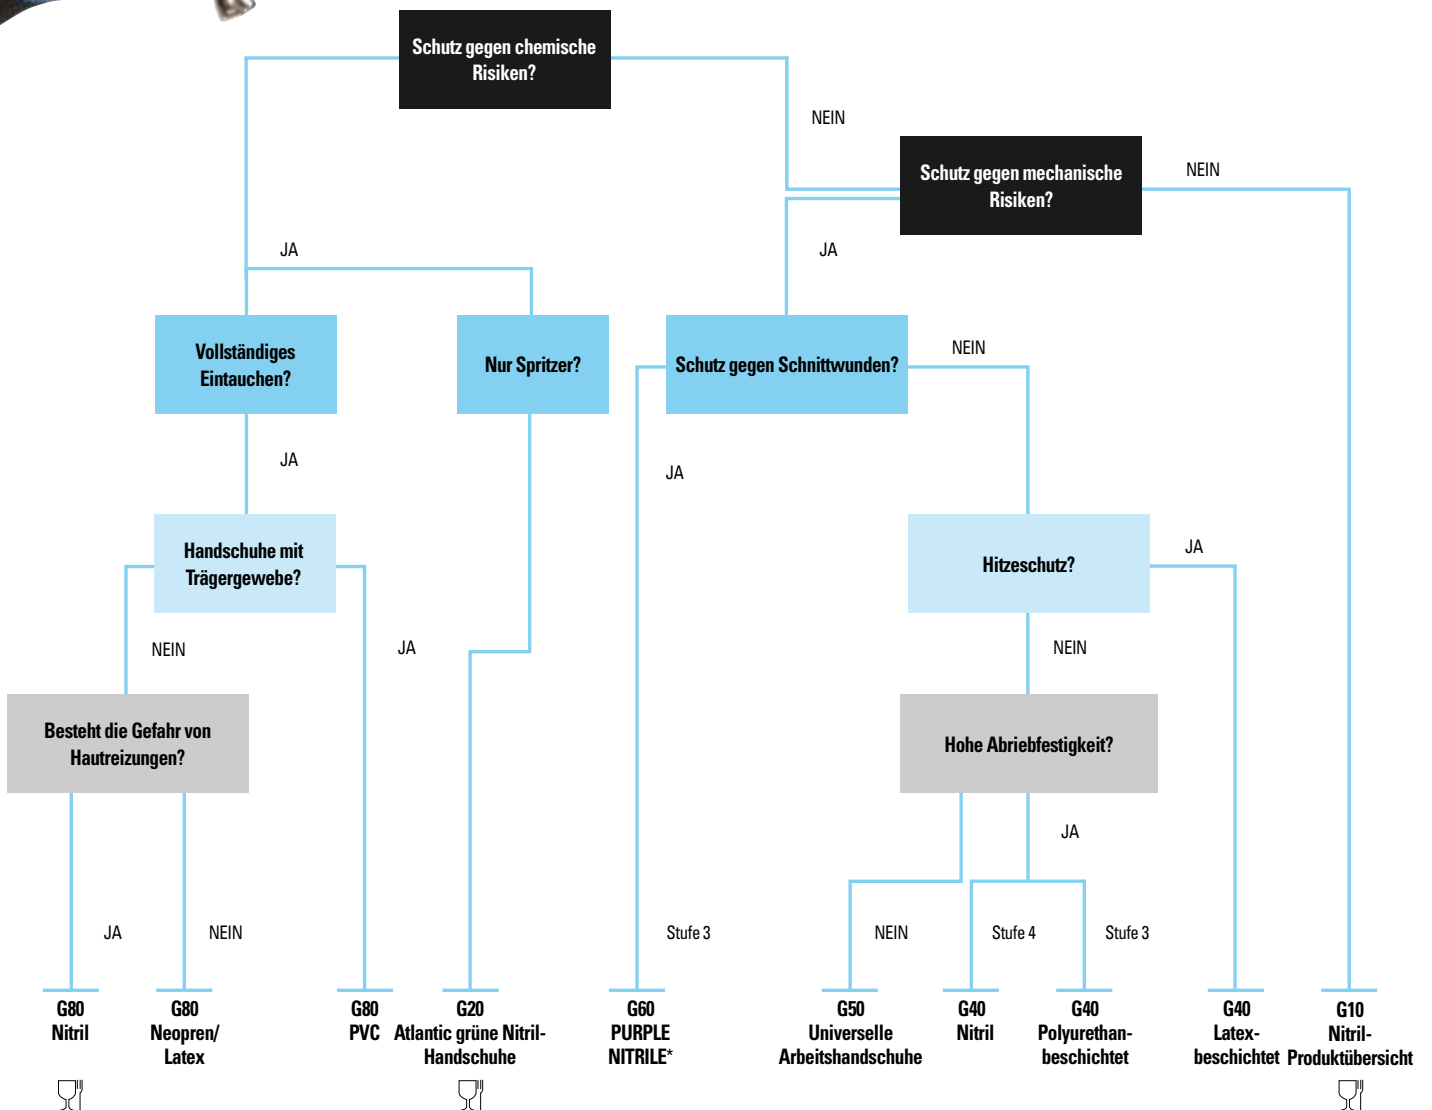 Schutz gegen chemische
Risiken?
NEIN
Schutz gegen mechanische
Risiken?
NEIN
JA
JA
Vollständiges
Eintauchen?
Nur Spritzer?
Schutz gegen Schnittwunden?
NEIN
JA
JA
Handschuhe mit
Trägergewebe?
Hitzeschutz?
JA
NEIN
JA
NEIN
Besteht die Gefahr von
Hautreizungen?
Hohe Abriebfestigkeit?
JA
JA
NEIN
Stufe 3
NEIN
Stufe 4
Stufe 3
G80
Nitril
G80
Neopren/
Latex
G80
PVC
G20
Atlantic grüne Nitril-
Handschuhe
G60
PURPLE
NITRILE*
G50
Universelle
Arbeitshandschuhe
G40
Nitril
G40
Polyurethan-
beschichtet
G40
Latex-
beschichtet
G10
Nitril-
Produktübersicht